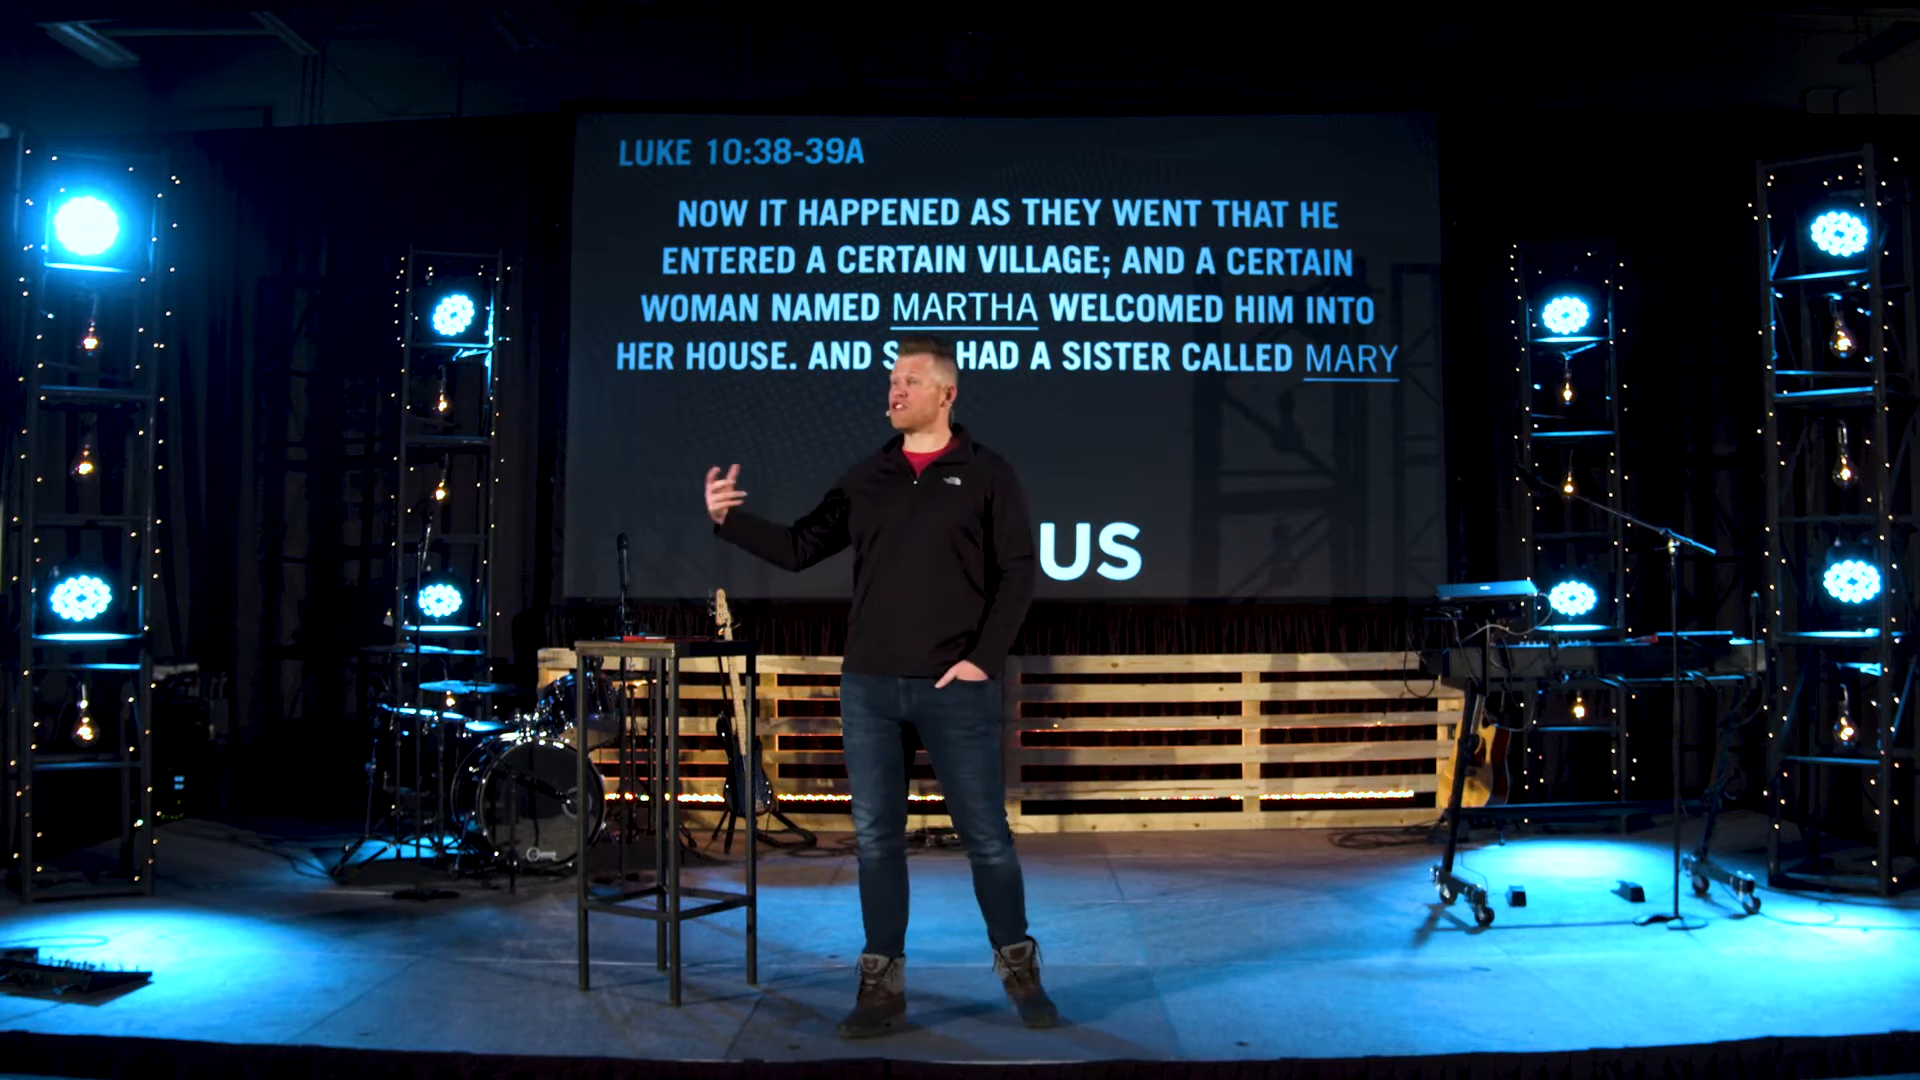 LUKE 10:38-39A
NOW IT HAPPENED AS THEY WENT THAT HE
ENTERED A CERTAIN VILLAGE; AND A CERTAIN
WOMAN NAMED MARTHA WELCOMED HIM INTO
HER HOUSE. AND S HAD A SISTER CALLED MARY
US